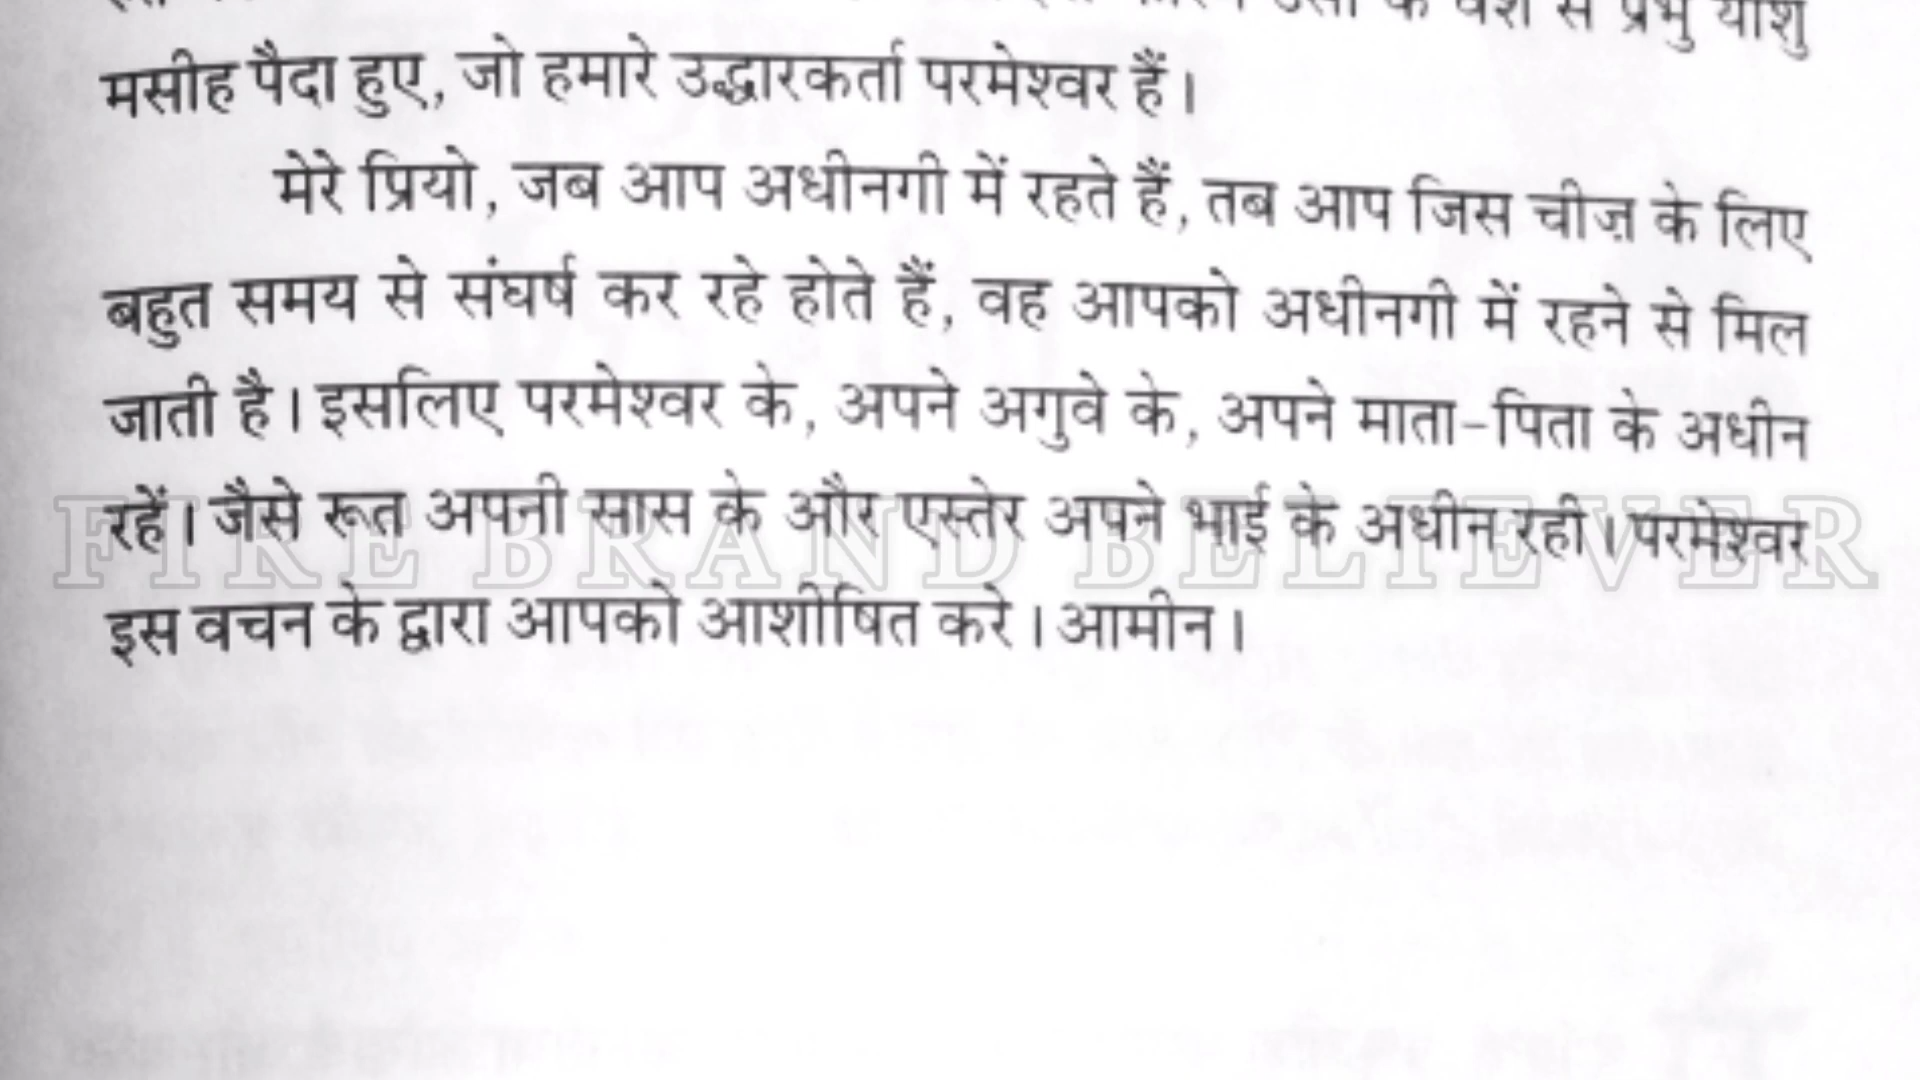 उसी के वंश से प्रभु यीशु
मसीह पैदा हुए, जो हमारे उद्धारकर्ता परमेश्वर हैं।
मेरे प्रियो, जब आप अधीनगी में रहते हैं, तब आप जिस चीज़ के लिए
बहुत समय से संघर्ष कर रहे होते हैं, वह आपको अधीनगी में रहने से मिल
जाती है। इसलिए परमेश्वर के, अपने अगुवे के, अपने माता-पिता के अधीन
रहें। जैसे रूत अपनी सास के और एस्तेर अपने भाई के अधीन रही। परमेश्वर
FIRE BRAND BELIEVER
इस वचन के द्वारा आपको आशीषित करे। आमीन।